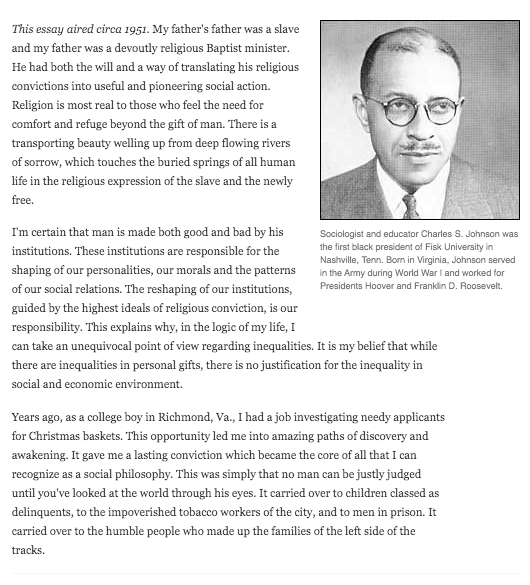 This essay aired circa 1951. My father's father was a slave
and my father was a devoutly religious Baptist minister.
He had both the will and a way of translating his religious
convictions into useful and pioneering social action.
Religion is most real to those who feel the need for
comfort and refuge beyond the gift of man. There is a
transporting beauty welling up from deep flowing rivers
of sorrow, which touches the buried springs of all human
life in the religious expression of the slave and the newly
free.
Sociologist and educator Charles S. Johnson was
the first black president of Fisk University in
Nashville, Tenn. Born in Virginia, Johnson served
in the Army during World War I and worked for
Presidents Hoover and Franklin D. Roosevelt.
I'm certain that man is made both good and bad by his
institutions. These institutions are responsible for the
shaping of our personalities, our morals and the patterns
of our social relations. The reshaping of our institutions,
guided by the highest ideals of religious conviction, is our
responsibility. This explains why, in the logic of my life, I
can take an unequivocal point of view regarding inequalities. It is my belief that while
there are inequalities in personal gifts, there is no justification for the inequality in
social and economic environment.
Years ago, as a college boy in Richmond, Va., I had a job investigating needy applicants
for Christmas baskets. This opportunity led me into amazing paths of discovery and
awakening. It gave me a lasting conviction which became the core of all that I can
recognize as a social philosophy. This was simply that no man can be justly judged
until you've looked at the world through his eyes. It carried over to children classed as
delinquents, to the impoverished tobacco workers of the city, and to men in prison. It
carried over to the humble people who made up the families of the left side of the
tracks.